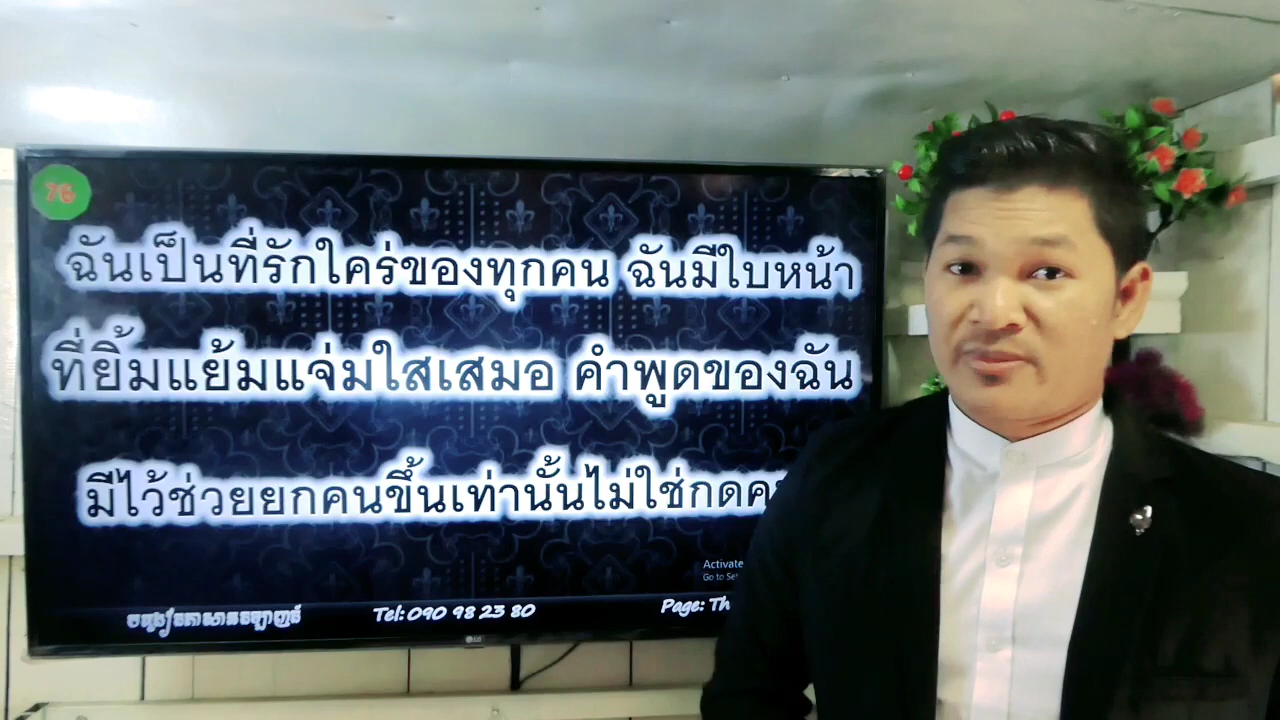 76
ฉันเป็นที่รักใคร่ของทุกคน ฉันมีใบหน้า
ที่ยิ้มแย้มแจ่มใสเสมอ คำพูดของฉัน
มีไว้ช่วยยกคนขึ้นเท่านั้นไม่ใช่กด
Activate
Go to Set
Tel: 090 98 23 80
Page: Th
LG